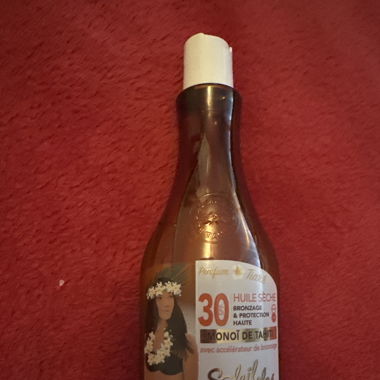 Parfum Tiaré
30
HUILE SÈCHE
BRONZAGE
& PROTECTION
HAUTE
MONOÏ DE TAHITI
avec accélérateur de bronzage